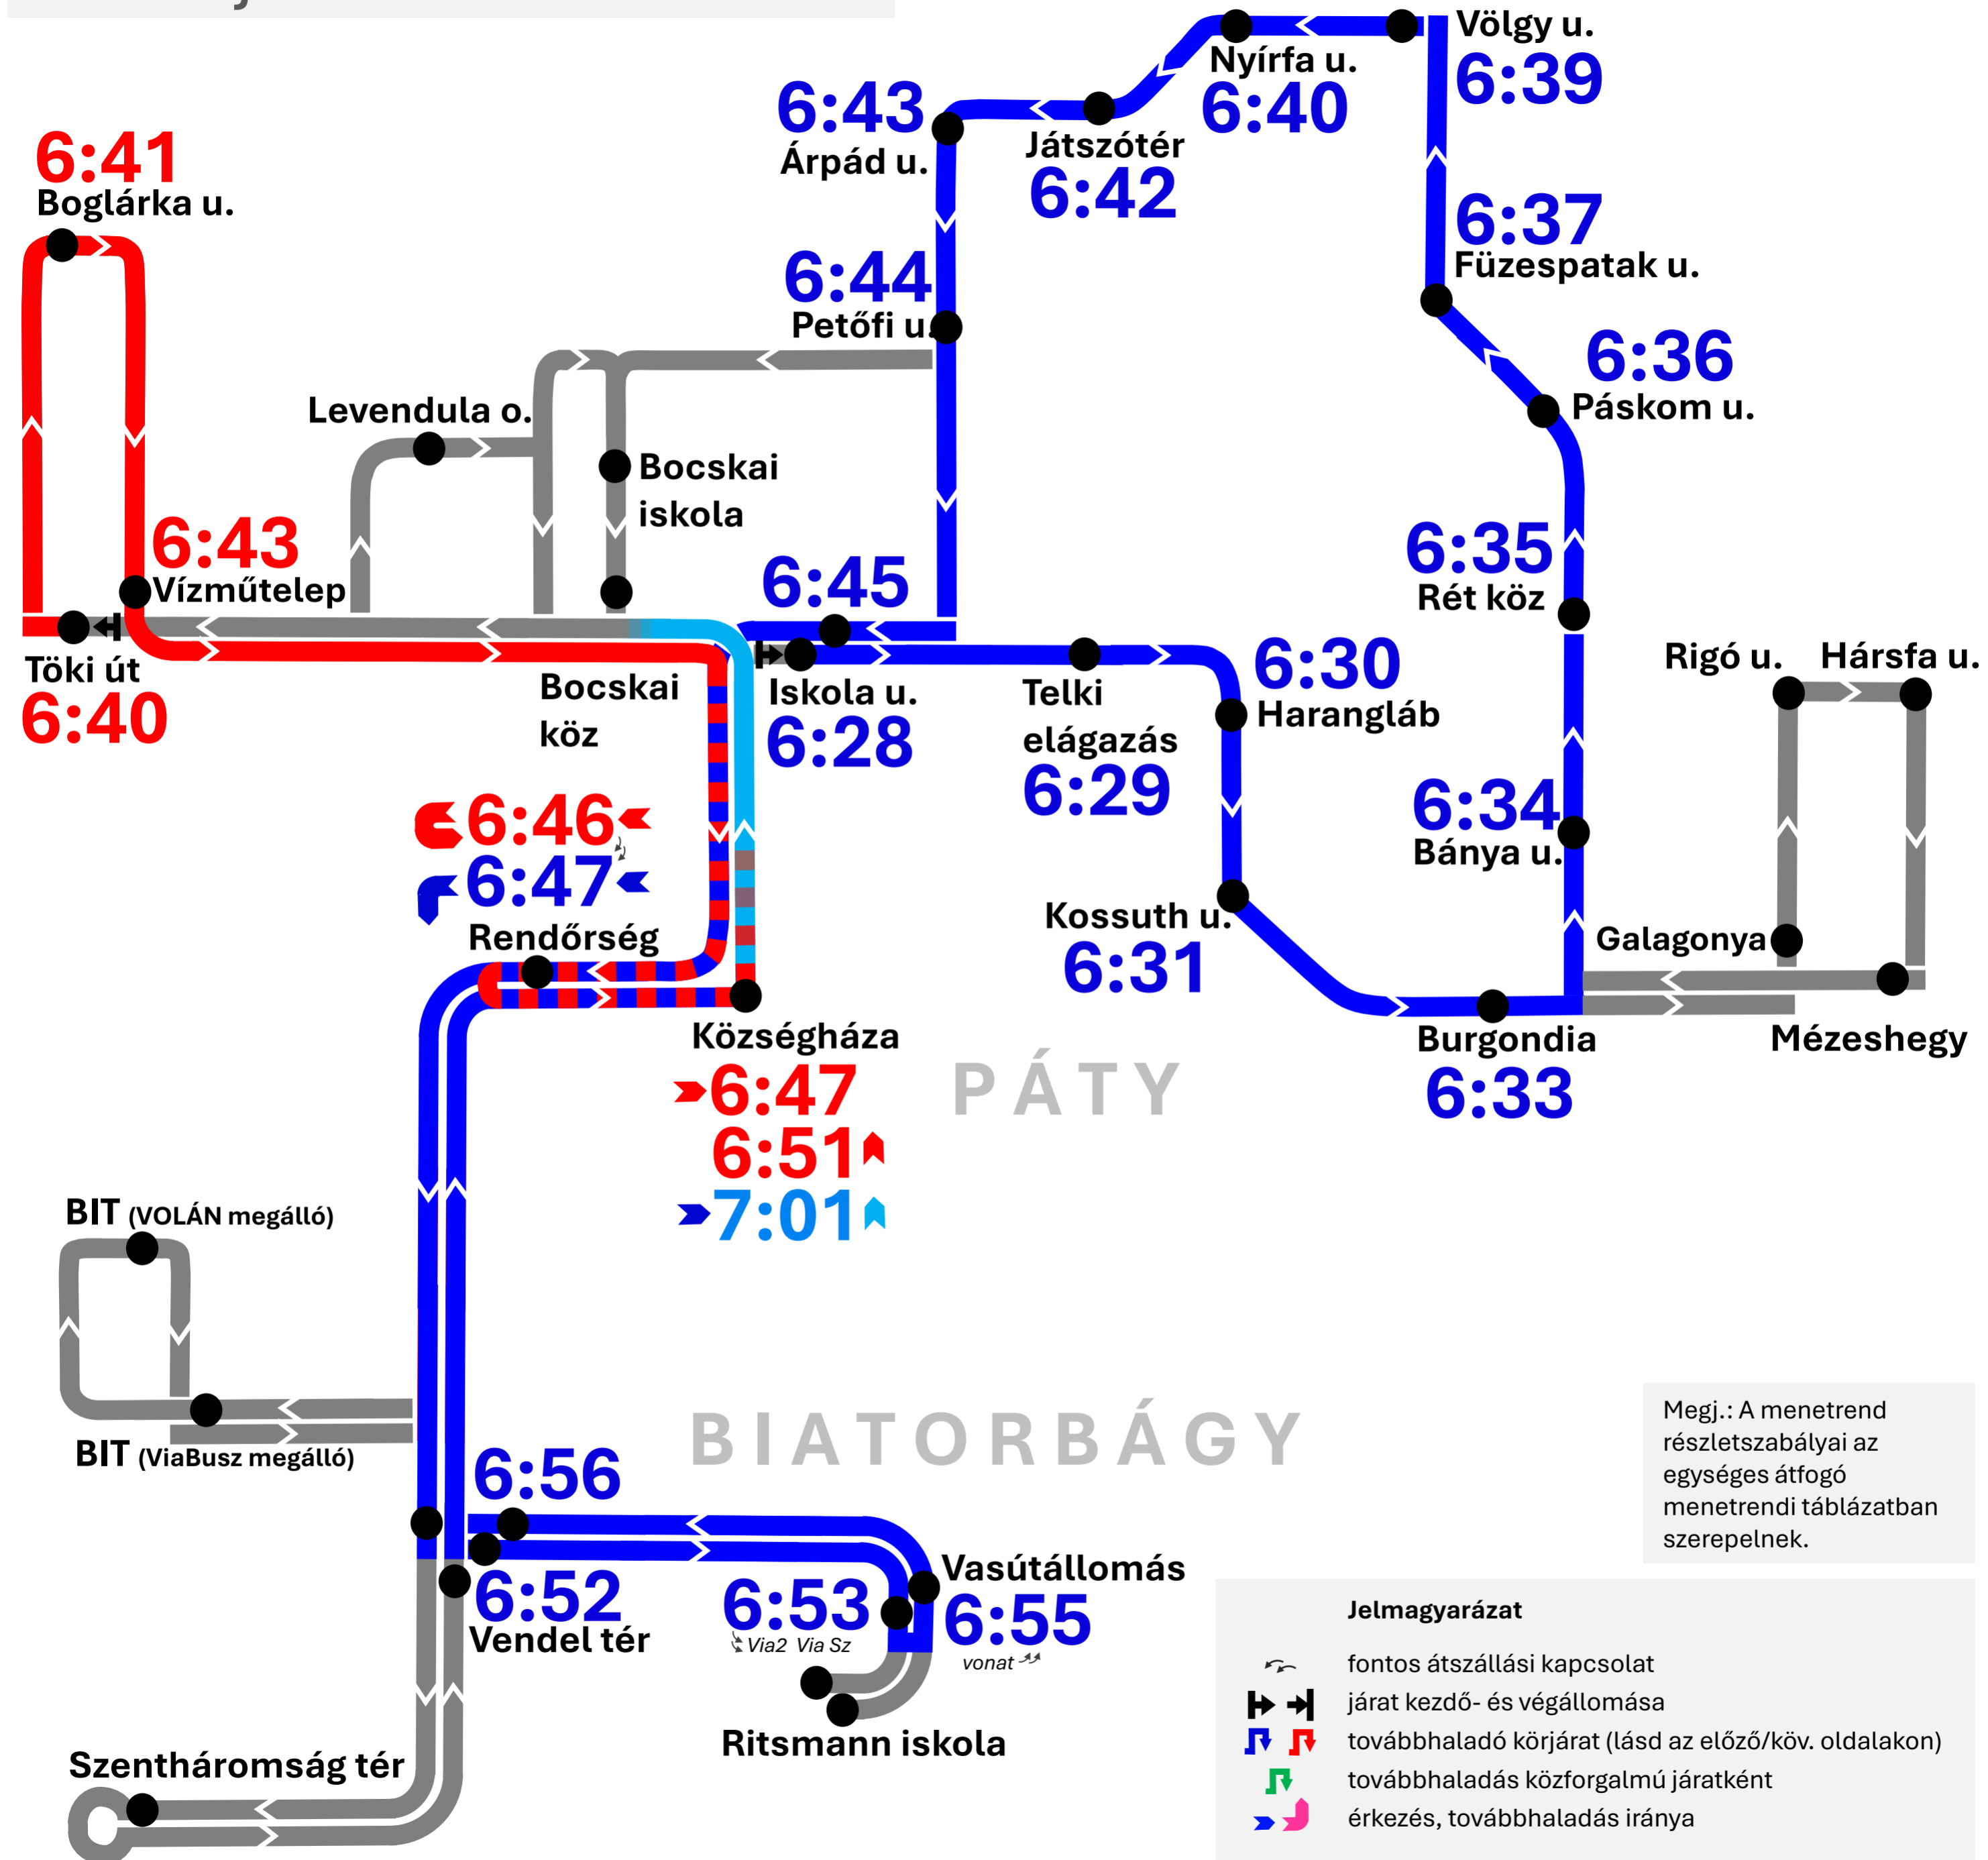 Völgy u.
6:39
Nyírfa u.
6:40
6:43
Árpád u.
Játszótér
6:42
6:41
Boglárka u.
6:37
Füzespatak u.
6:44
Petőfi u.
6:36
Páskom u.
Levendula o.
Bocskai
iskola
6:43
Vízműtelep
6:45
6:35
Rét köz
Töki út
6:40
Bocskai
köz
Iskola u.
6:28
Telki
elágazás
6:29
6:30
Harangláb
Rigó u.
Hársfa u.
6:34
Bánya u.
6:46
6:47
Rendőrség
Kossuth u.
6:31
Galagonya
Községháza
6:47
6:51
7:01
PÁTY
Burgondia
6:33
Mézeshegy
BIT (VOLÁN megálló)
BIT (ViaBusz megálló)
BIATORBÁGY
Megj.: A menetrend
részletszabályai az
egységes átfogó
menetrendi táblázatban
szerepelnek.
6:56
6:52
Vendel tér
6:53
Via2 Via Sz
Vasútállomás
6:55
vonat
Ritsmann iskola
Szentháromság tér
Jelmagyarázat
fontos átszállási kapcsolat
járat kezdő- és végállomása
továbbhaladó körjárat (lásd az előző/köv. oldalakon)
továbbhaladás közforgalmú járatként
érkezés, továbbhaladás iránya